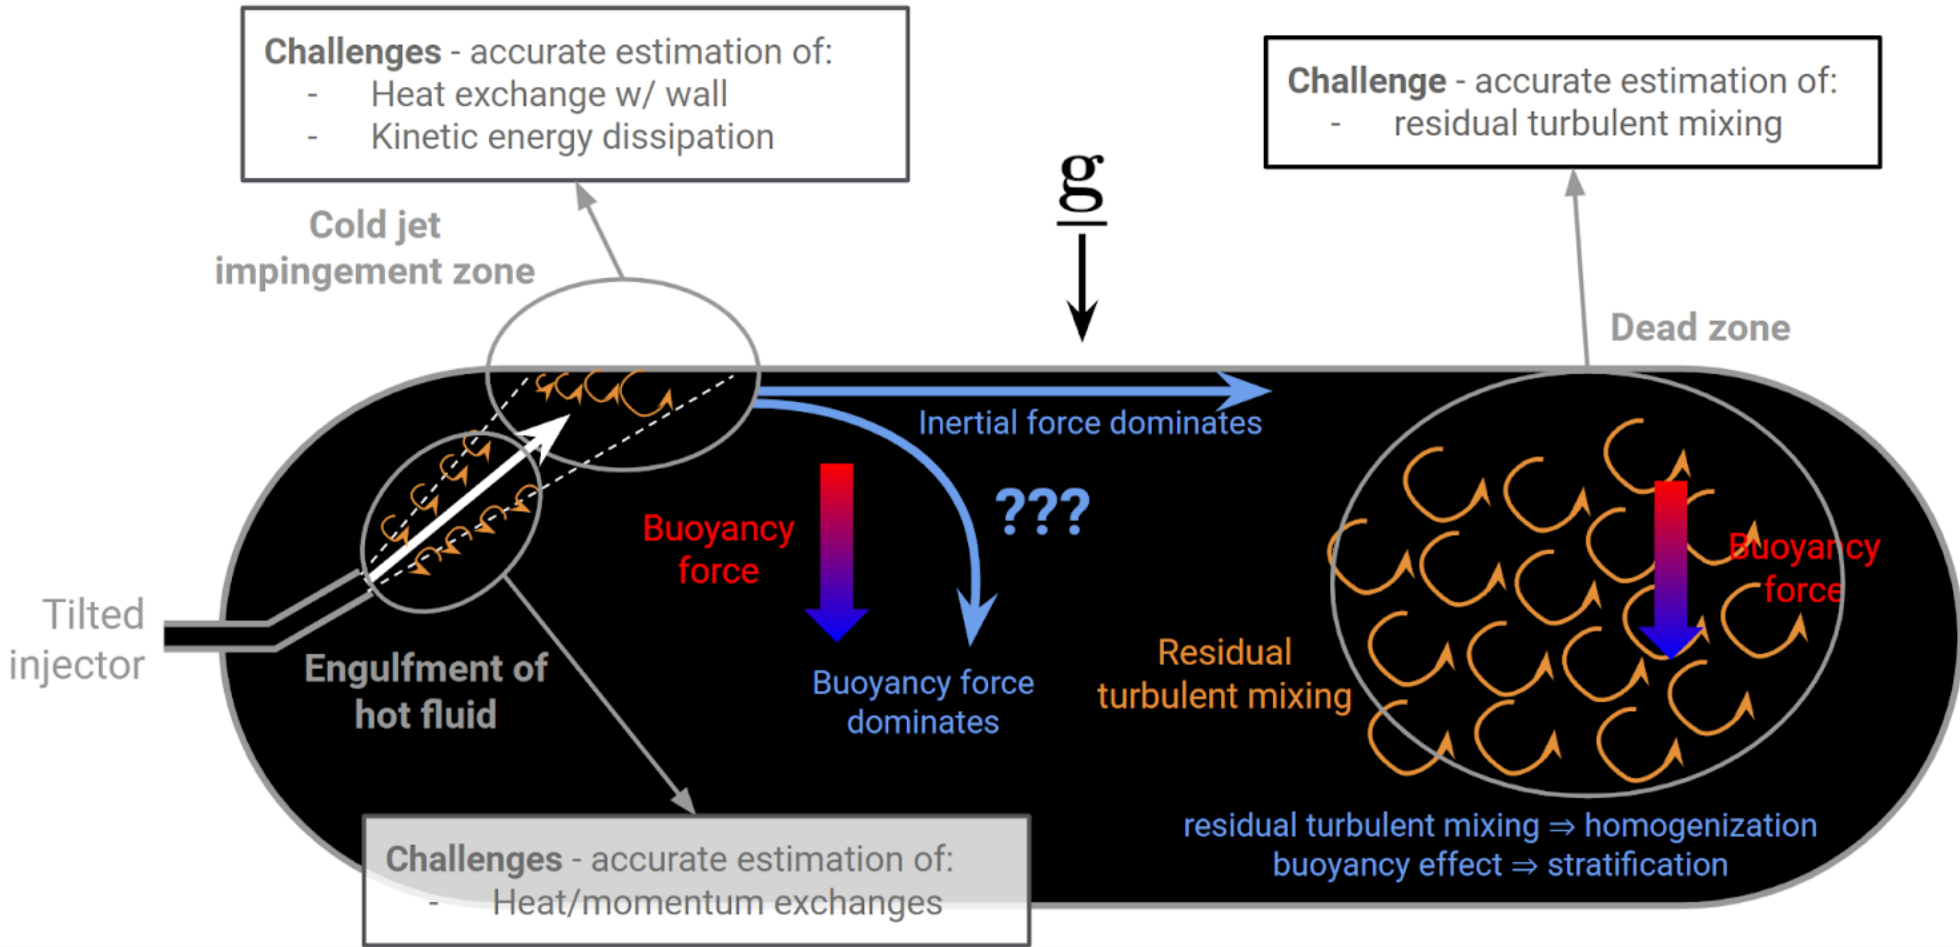 Challenges - accurate estimation of:
- Heat exchange w/ wall
- Kinetic energy dissipation
Challenge - accurate estimation of:
- residual turbulent mixing
g
Cold jet
impingement zone
Dead zone
Inertial force dominates
???
Buoyancy
force
Buoyancy
force
Tilted
injector
Engulfment of
hot fluid
Buoyancy force
dominates
Residual
turbulent mixing
residual turbulent mixing ⇒ homogenization
buoyancy effect ⇒ stratification
Challenges - accurate estimation of:
- Heat/momentum exchanges